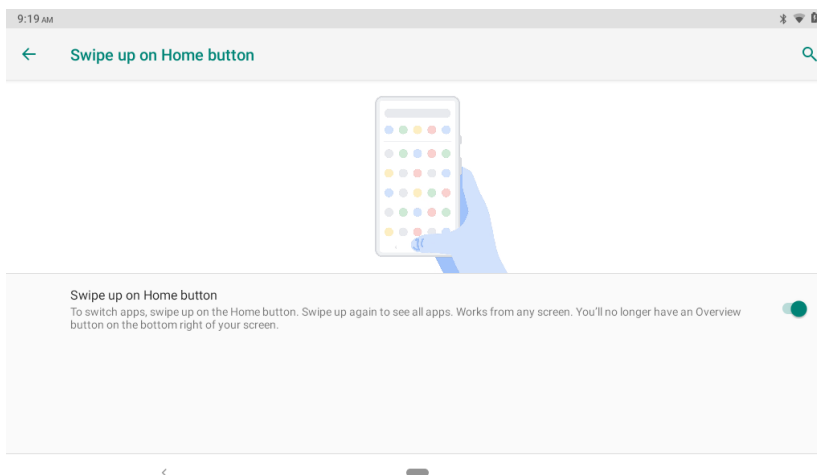 9:19 AM
Swipe up on Home button
Swipe up on Home button
To switch apps, swipe up on the Home button. Swipe up again to see all apps. Works from any screen. You'll no longer have an Overview
button on the bottom right of your screen.